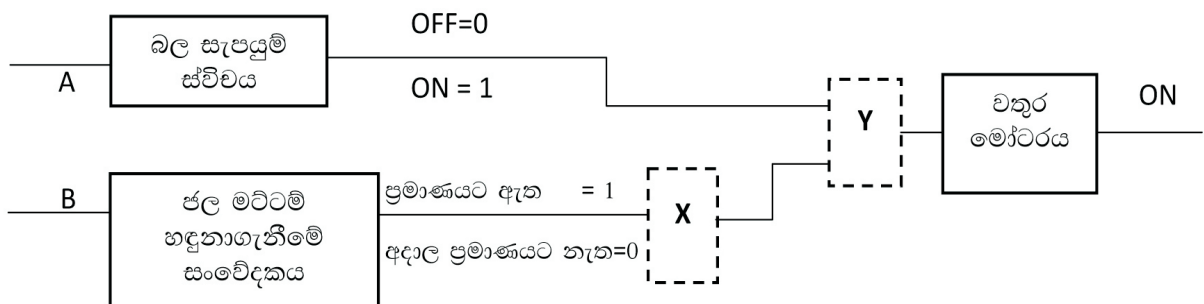 OFF=0
බල සැපයුම්
ස්විචය
A
ON = 1
Y
වතුර
මෝටරය
ON
B
ජල මට්ටම්
හඳුනාගැනීමේ
සංවේදකය
ප්‍රමාණයට ඇත = 1
X
අදාල ප්‍රමාණයට නැත=0